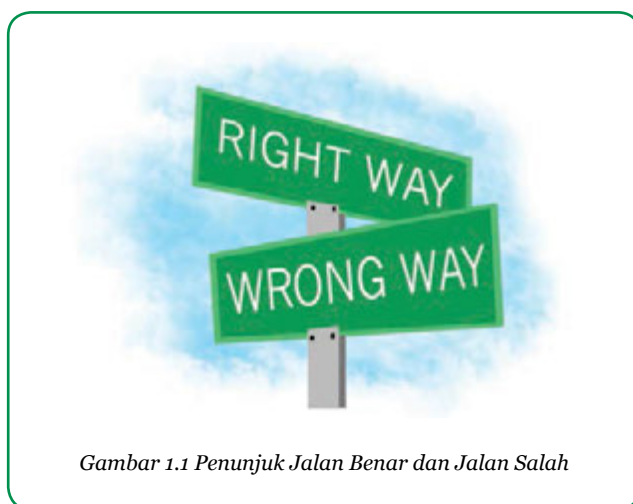 RIGHT WAY
WRONG WAY
Gambar 1.1 Penunjuk Jalan Benar dan Jalan Salah